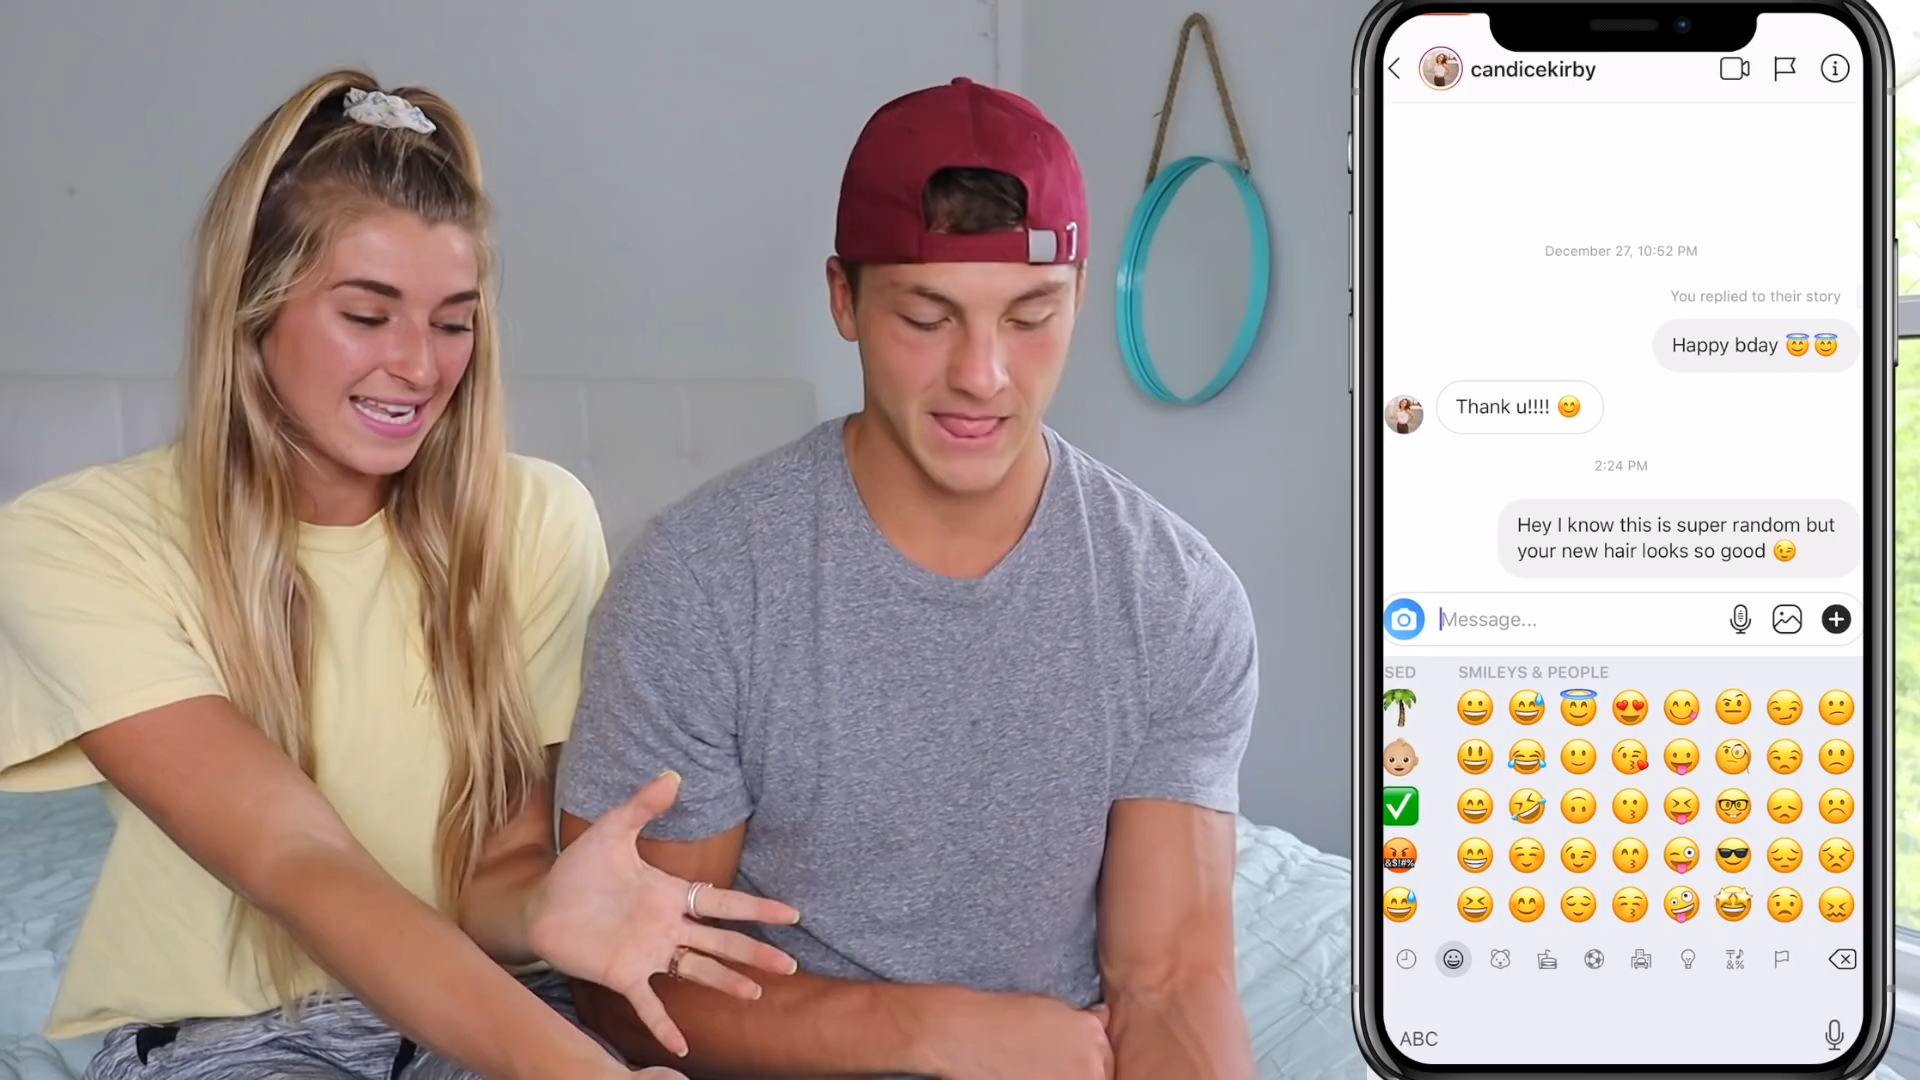 candicekirby
December 27, 10:52 PM
You replied to their story
Happy bday 😇😇
Thank u!!!! 😊
2:24 PM
Hey I know this is super random but
your new hair looks so good 😉
Message...
SED
SMILEYS & PEOPLE
ABC